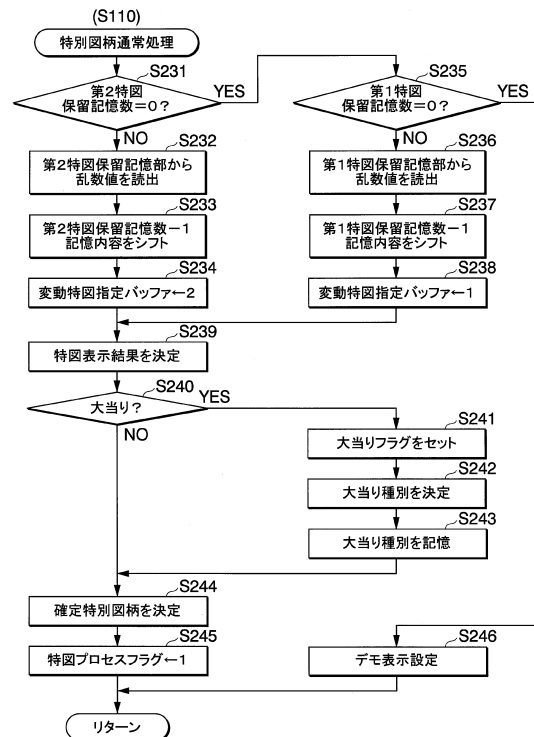 (S110)
特別図柄通常処理
S231
第2特図
保留記憶数=0?
YES
NO
S235
第1特図
保留記憶数=0?
YES
NO
S232
第2特図保留記憶部から
乱数値を読出
S236
第1特図保留記憶部から
乱数値を読出
S233
第2特図保留記憶数-1
記憶内容をシフト
S237
第1特図保留記憶数-1
記憶内容をシフト
S234
変動特図指定バッファ←2
S238
変動特図指定バッファ←1
S239
特図表示結果を決定
S240
大当り?
YES
NO
S241
大当りフラグをセット
S242
大当り種別を決定
S243
大当り種別を記憶
S244
確定特別図柄を決定
S245
特図プロセスフラグ←1
S246
デモ表示設定
リターン